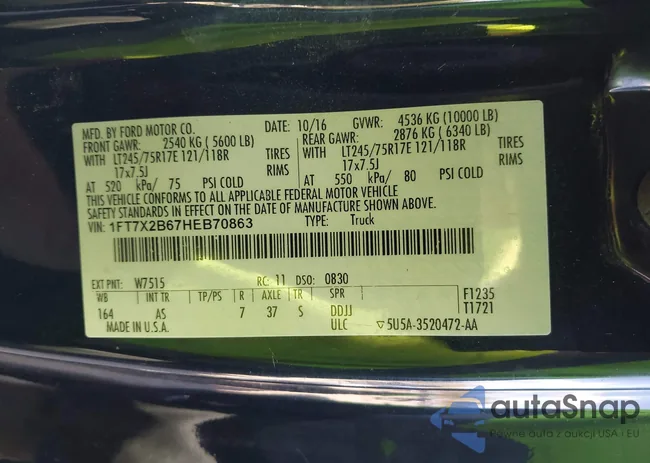 MFD. BY FORD MOTOR CO. 10/16 GVWR: 4536 KG (10000 LB)
FRONT GAWR: 2540 KG (5600 LB) REAR GAWR: 2876 KG (6340 LB)
WITH LT245/75R17E 121/118R TIRES WITH LT245/75R17E 121/118R TIRES
17x7.5J RIMS 17x7.5J RIMS
AT 520 kPa/ 75 PSI COLD AT 550 kPa/ 80 PSI COLD
THIS VEHICLE CONFORMS TO ALL APPLICABLE FEDERAL MOTOR VEHICLE
SAFETY STANDARDS IN EFFECT ON THE DATE OF MANUFACTURE SHOWN ABOVE.
VIN: 1FT7X2B67HEB70863 TYPE: Truck
EXT PNT: W7515 RC: 11 DSO: 0830
WB INT TR TP/PS R AXLE TR SPR F1235
164 AS 7 37 S DDJJ T1721
MADE IN U.S.A. ULC ▽5U5A-3520472-AA
autaSnap
Pewne auta z aukcji USA i EU